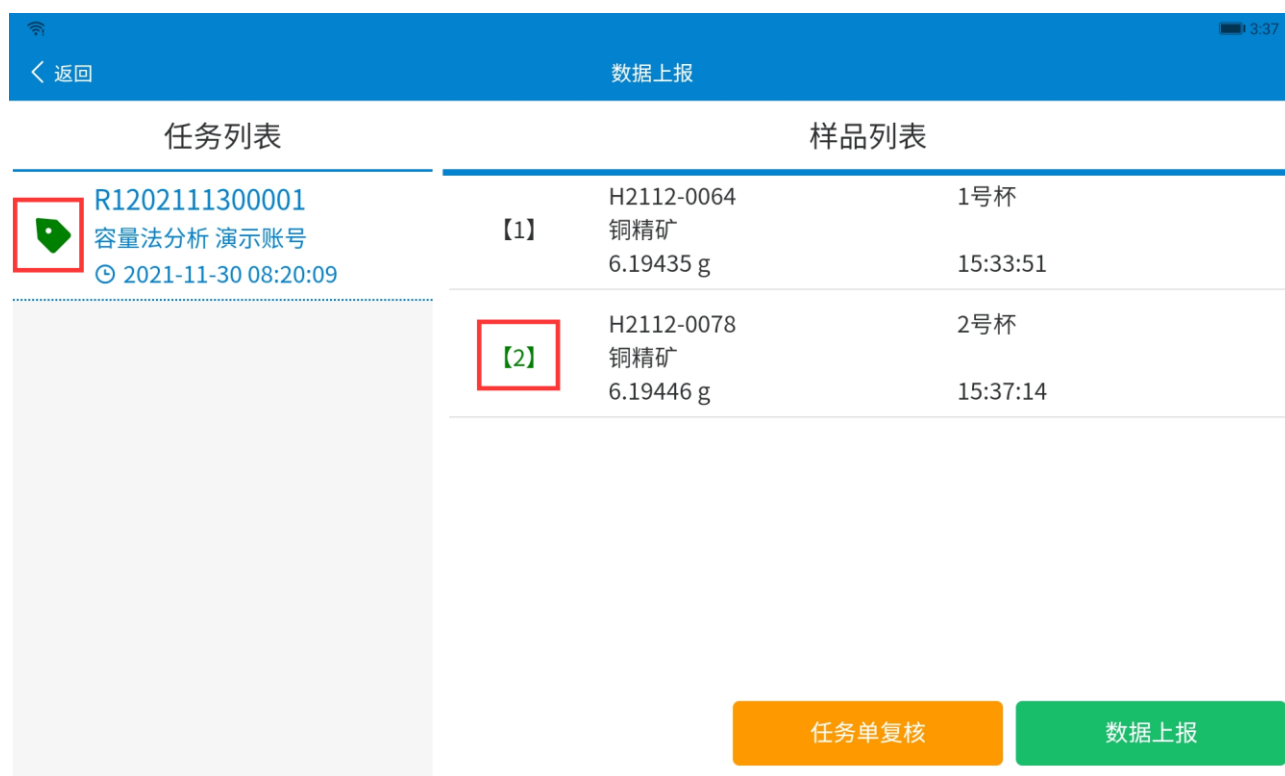 3:37
返回
数据上报
任务列表
样品列表
R1202111300001
容量法分析 演示账号
2021-11-30 08:20:09
【1】
H2112-0064
1号杯
铜精矿
6.19435 g
15:33:51
【2】
H2112-0078
2号杯
铜精矿
6.19446 g
15:37:14
任务单复核
数据上报